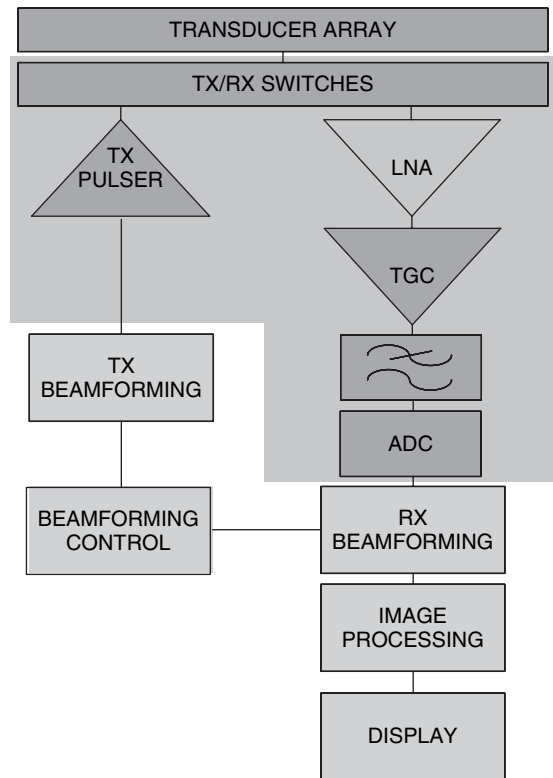 TRANSDUCER ARRAY
TX/RX SWITCHES
TX
PULSER
LNA
TGC
TX
BEAMFORMING
ADC
BEAMFORMING
CONTROL
RX
BEAMFORMING
IMAGE
PROCESSING
DISPLAY